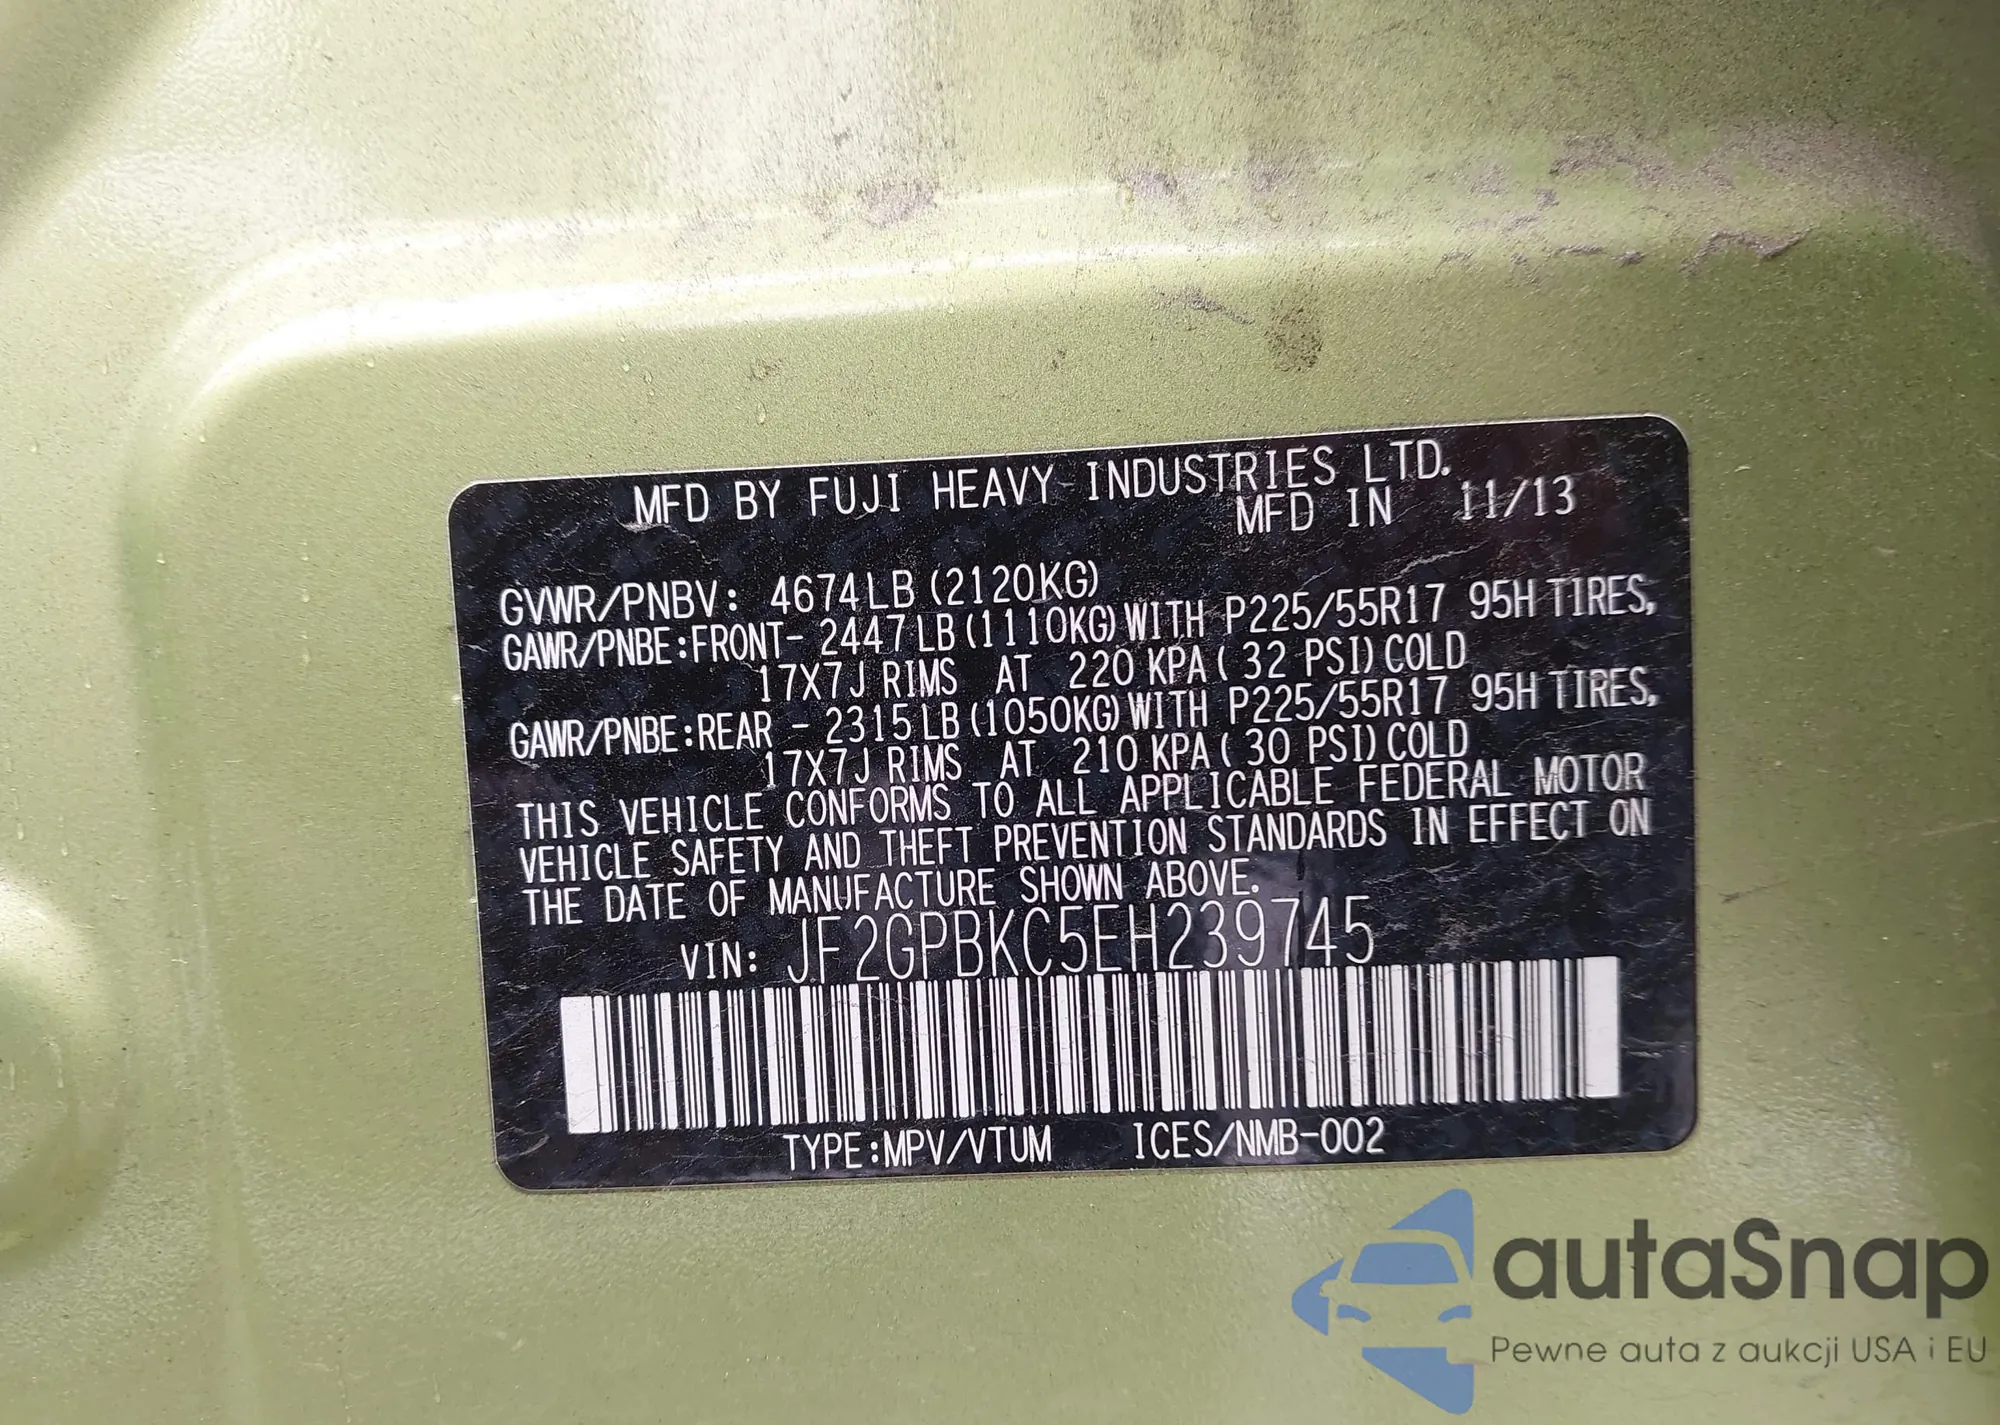 MFD BY FUJI HEAVY INDUSTRIES LTD.
MFD IN 11/13
GVWR/PNBV: 4674LB (2120KG)
GAWR/PNBE:FRONT- 2447LB (1110KG) WITH P225/55R17 95H TIRES,
17X7J RIMS AT 220 KPA ( 32 PSI) COLD
GAWR/PNBE:REAR - 2315LB (1050KG) WITH P225/55R17 95H TIRES,
17X7J RIMS AT 210 KPA ( 30 PSI) COLD
THIS VEHICLE CONFORMS TO ALL APPLICABLE FEDERAL MOTOR
VEHICLE SAFETY AND THEFT PREVENTION STANDARDS IN EFFECT ON
THE DATE OF MANUFACTURE SHOWN ABOVE.
VIN: JF2GPBKC5EH239745
TYPE:MPV/VTUM ICES/NMB-002
autaSnap
Pewne auta z aukcji USA i EU